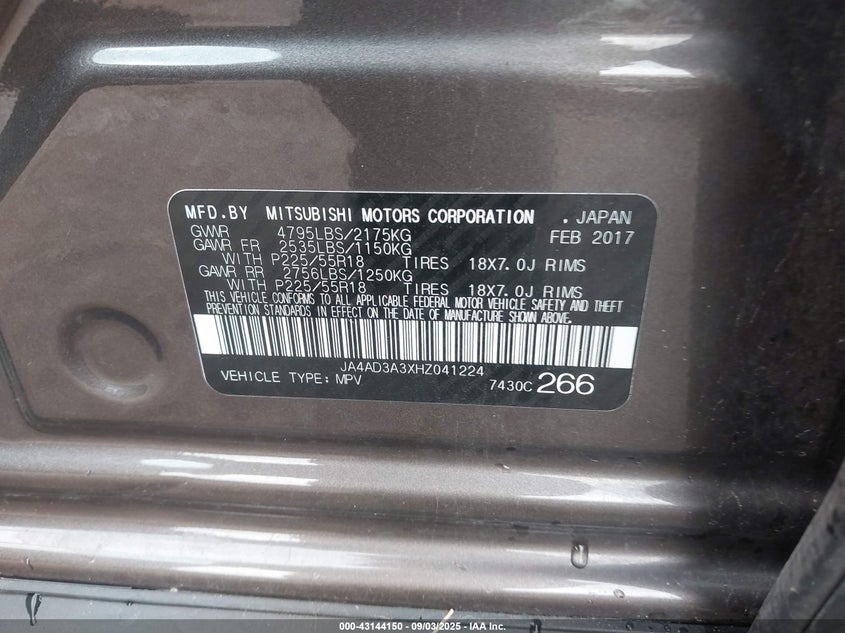 MFD.BY MITSUBISHI MOTORS CORPORATION . JAPAN
GVWR 4795LBS/2175KG FEB 2017
GAWR FR 2535LBS/1150KG
WITH P225/55R18 TIRES 18X7.0J RIMS
GAWR RR 2756LBS/1250KG
WITH P225/55R18 TIRES 18X7.0J RIMS
THIS VEHICLE CONFORMS TO ALL APPLICABLE FEDERAL MOTOR VEHICLE SAFETY AND THEFT
PREVENTION STANDARDS IN EFFECT ON THE DATE OF MANUFACTURE SHOWN ABOVE.
JA4AD3A3XHZ041224
VEHICLE TYPE: MPV 7430C 266
000-43144150 - 09/03/2025 - IAA Inc.